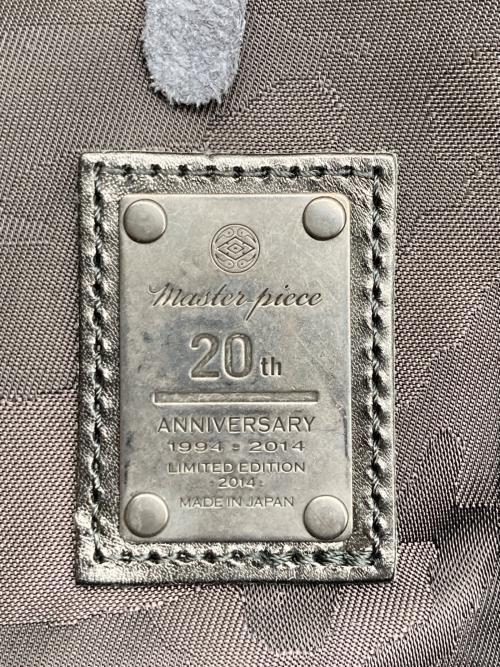 Master-piece
20th
ANNIVERSARY
1994 - 2014
LIMITED EDITION
- 2014 -
MADE IN JAPAN